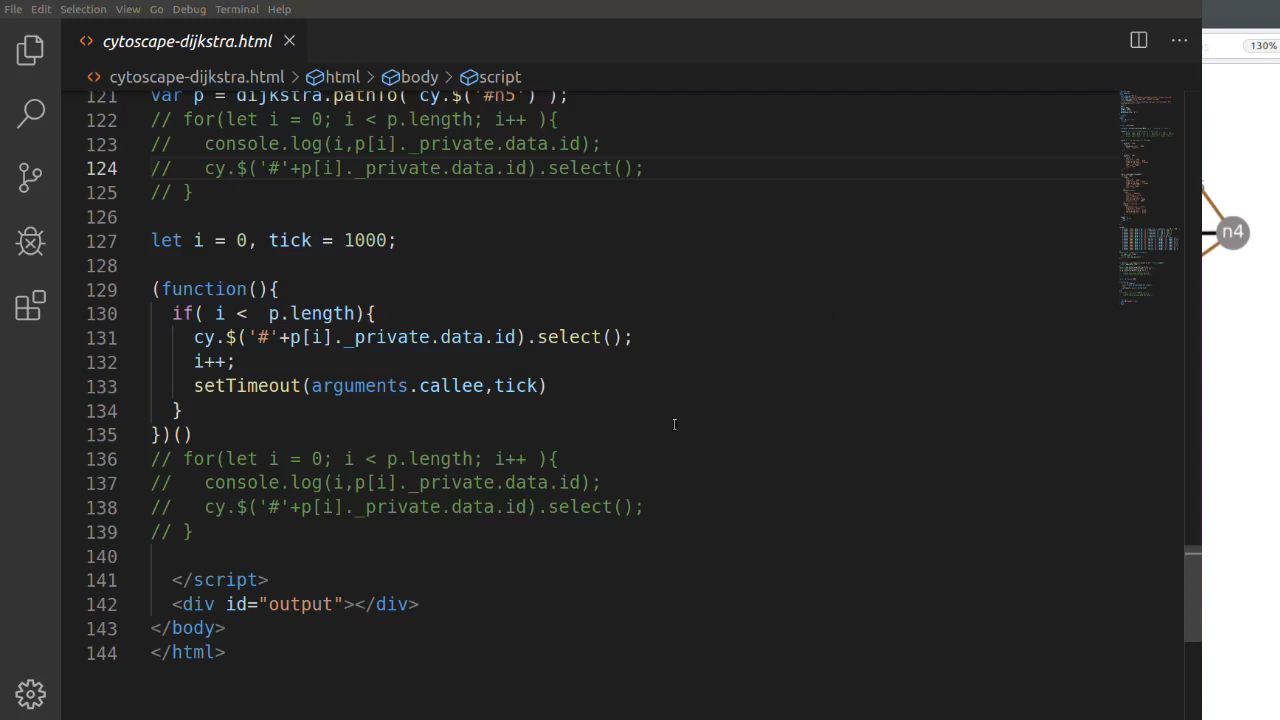 File Edit Selection View Go Debug Terminal Help
cytoscape-dijkstra.html
130%
cytoscape-dijkstra.html > html > body > script
121 var p = dijkstra.pathTo( cy.$('#n5') );
122 // for(let i = 0; i < p.length; i++ ){
123 //   console.log(i,p[i]._private.data.id);
124 //   cy.$('#'+p[i]._private.data.id).select();
125 // }
126
127 let i = 0, tick = 1000;
128
129 (function(){
130   if( i <  p.length){
131     cy.$('#'+p[i]._private.data.id).select();
132     i++;
133     setTimeout(arguments.callee,tick)
134   }
135 })()
136 // for(let i = 0; i < p.length; i++ ){
137 //   console.log(i,p[i]._private.data.id);
138 //   cy.$('#'+p[i]._private.data.id).select();
139 // }
140
141   </script>
142   <div id="output"></div>
143 </body>
144 </html>
n4